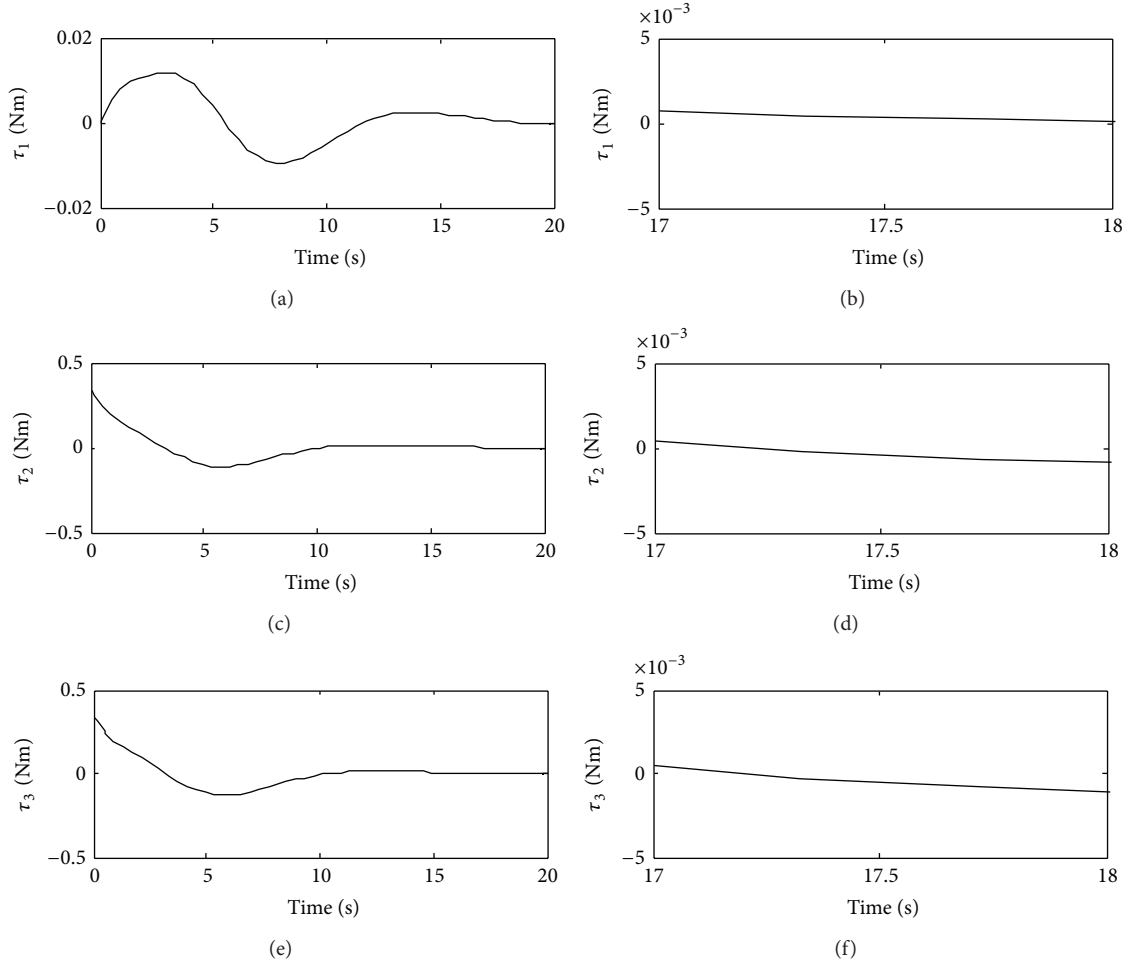 0.02
0
−0.02
τ1 (Nm)
0 5 10 15 20
Time (s)
(a)
×10−3
5
0
−5
τ1 (Nm)
17 17.5 18
Time (s)
(b)
0.5
0
−0.5
τ2 (Nm)
0 5 10 15 20
Time (s)
(c)
×10−3
5
0
−5
τ2 (Nm)
17 17.5 18
Time (s)
(d)
0.5
0
−0.5
τ3 (Nm)
0 5 10 15 20
Time (s)
(e)
×10−3
5
0
−5
τ3 (Nm)
17 17.5 18
Time (s)
(f)